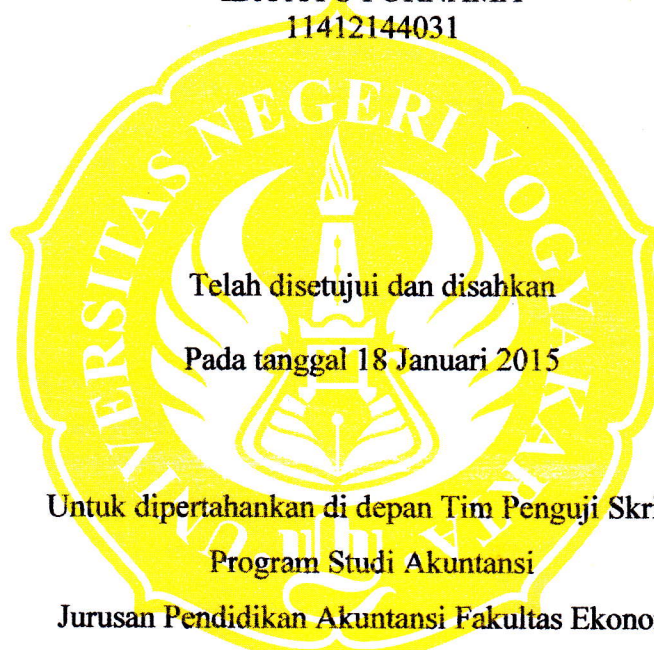 11412144031
UNIVERSITAS NEGERI YOGYAKARTA
Telah disetujui dan disahkan
Pada tanggal 18 Januari 2015
Untuk dipertahankan di depan Tim Penguji Skri
Program Studi Akuntansi
Jurusan Pendidikan Akuntansi Fakultas Ekono